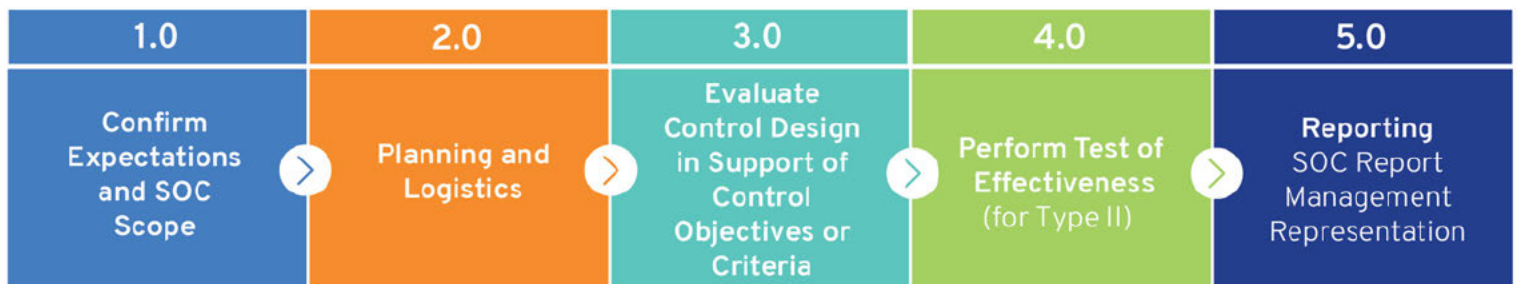 1.0
Confirm
Expectations
and SOC
Scope
2.0
Planning and
Logistics
3.0
Evaluate
Control Design
in Support of
Control
Objectives or
Criteria
4.0
Perform Test of
Effectiveness
(for Type II)
5.0
Reporting
SOC Report
Management
Representation